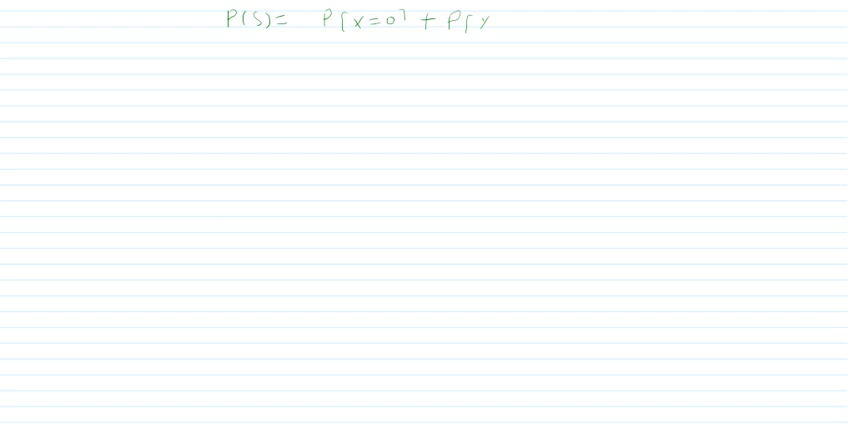 P(S) = P[x=0] + P[x